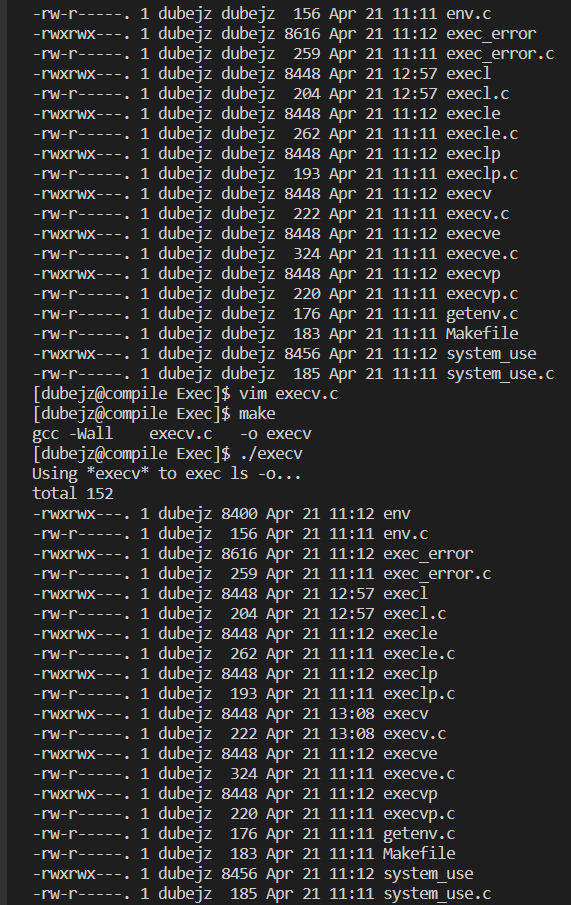 -rw-r-----. 1 dubejz dubejz  156 Apr 21 11:11 env.c
-rwxrwx---. 1 dubejz dubejz 8616 Apr 21 11:12 exec_error
-rw-r-----. 1 dubejz dubejz  259 Apr 21 11:11 exec_error.c
-rwxrwx---. 1 dubejz dubejz 8448 Apr 21 12:57 execl
-rw-r-----. 1 dubejz dubejz  204 Apr 21 12:57 execl.c
-rwxrwx---. 1 dubejz dubejz 8448 Apr 21 11:12 execle
-rw-r-----. 1 dubejz dubejz  262 Apr 21 11:11 execle.c
-rwxrwx---. 1 dubejz dubejz 8448 Apr 21 11:12 execlp
-rw-r-----. 1 dubejz dubejz  193 Apr 21 11:11 execlp.c
-rwxrwx---. 1 dubejz dubejz 8448 Apr 21 11:12 execv
-rw-r-----. 1 dubejz dubejz  222 Apr 21 11:11 execv.c
-rwxrwx---. 1 dubejz dubejz 8448 Apr 21 11:12 execve
-rw-r-----. 1 dubejz dubejz  324 Apr 21 11:11 execve.c
-rwxrwx---. 1 dubejz dubejz 8448 Apr 21 11:12 execvp
-rw-r-----. 1 dubejz dubejz  220 Apr 21 11:11 execvp.c
-rw-r-----. 1 dubejz dubejz  176 Apr 21 11:11 getenv.c
-rw-r-----. 1 dubejz dubejz  183 Apr 21 11:11 Makefile
-rwxrwx---. 1 dubejz dubejz 8456 Apr 21 11:12 system_use
-rw-r-----. 1 dubejz dubejz  185 Apr 21 11:11 system_use.c
[dubejz@compile Exec]$ vim execv.c
[dubejz@compile Exec]$ make
gcc -Wall    execv.c   -o execv
[dubejz@compile Exec]$ ./execv
Using *execv* to exec ls -o...
total 152
-rwxrwx---. 1 dubejz 8400 Apr 21 11:12 env
-rw-r-----. 1 dubejz  156 Apr 21 11:11 env.c
-rwxrwx---. 1 dubejz 8616 Apr 21 11:12 exec_error
-rw-r-----. 1 dubejz  259 Apr 21 11:11 exec_error.c
-rwxrwx---. 1 dubejz 8448 Apr 21 12:57 execl
-rw-r-----. 1 dubejz  204 Apr 21 12:57 execl.c
-rwxrwx---. 1 dubejz 8448 Apr 21 11:12 execle
-rw-r-----. 1 dubejz  262 Apr 21 11:11 execle.c
-rwxrwx---. 1 dubejz 8448 Apr 21 11:12 execlp
-rw-r-----. 1 dubejz  193 Apr 21 11:11 execlp.c
-rwxrwx---. 1 dubejz 8448 Apr 21 13:08 execv
-rw-r-----. 1 dubejz  222 Apr 21 13:08 execv.c
-rwxrwx---. 1 dubejz 8448 Apr 21 11:12 execve
-rw-r-----. 1 dubejz  324 Apr 21 11:11 execve.c
-rwxrwx---. 1 dubejz 8448 Apr 21 11:12 execvp
-rw-r-----. 1 dubejz  220 Apr 21 11:11 execvp.c
-rw-r-----. 1 dubejz  176 Apr 21 11:11 getenv.c
-rw-r-----. 1 dubejz  183 Apr 21 11:11 Makefile
-rwxrwx---. 1 dubejz 8456 Apr 21 11:12 system_use
-rw-r-----. 1 dubejz  185 Apr 21 11:11 system_use.c